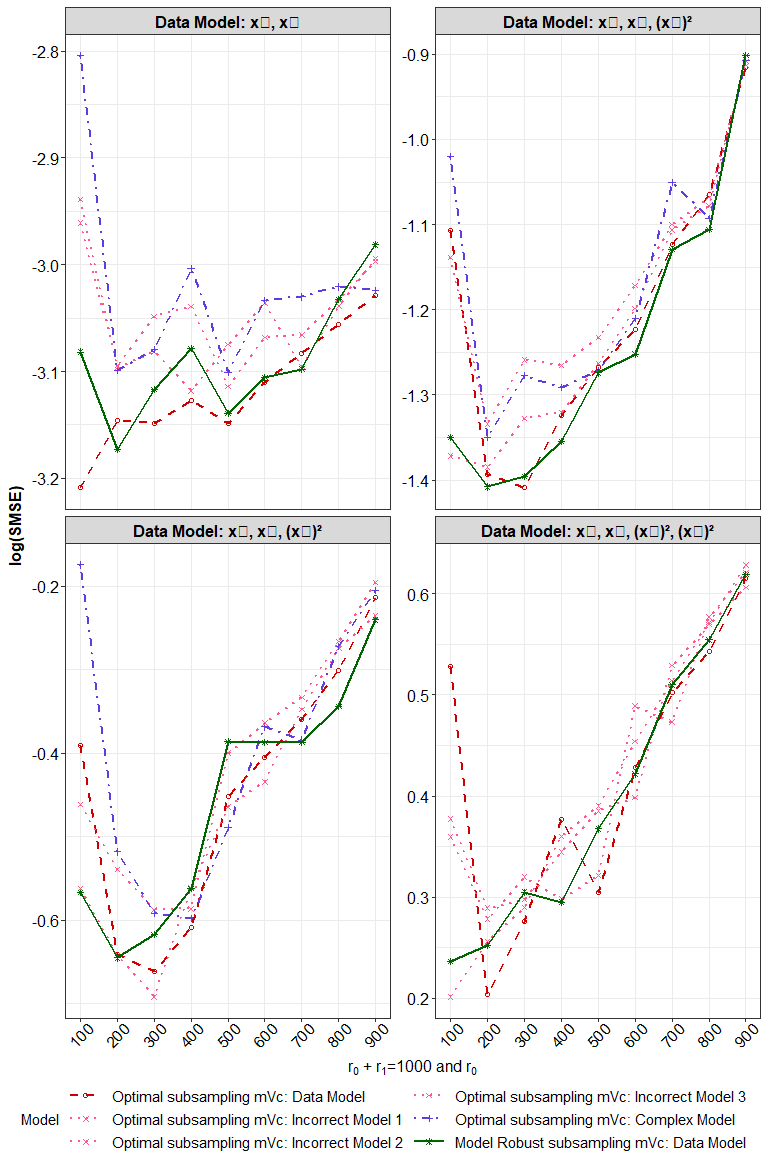 Data Model: x▯, x▯
Data Model: x▯, x▯, (x▯)²
-2.8
-2.9
-3.0
-3.1
-3.2
-0.9
-1.0
-1.1
-1.2
-1.3
-1.4
log(SMSE)
Data Model: x▯, x▯, (x▯)²
Data Model: x▯, x▯, (x▯)², (x▯)²
-0.2
-0.4
-0.6
0.6
0.5
0.4
0.3
0.2
100 200 300 400 500 600 700 800 900
100 200 300 400 500 600 700 800 900
r₀ + r₁=1000 and r₀
Model
Optimal subsampling mVc: Data Model
Optimal subsampling mVc: Incorrect Model 1
Optimal subsampling mVc: Incorrect Model 2
Optimal subsampling mVc: Incorrect Model 3
Optimal subsampling mVc: Complex Model
Model Robust subsampling mVc: Data Model